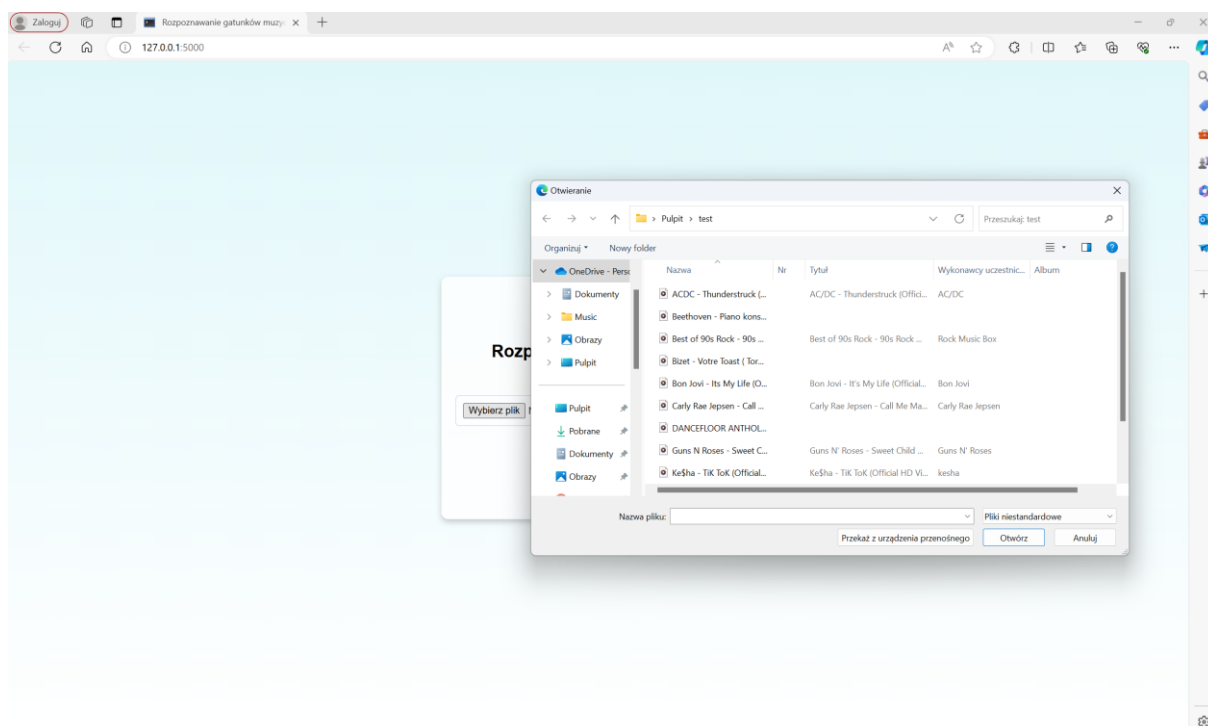 Zaloguj
Rozpoznawanie gatunków muzy
127.0.0.1:5000
Otwieranie
Pulpit > test
Przeszukaj: test
Organizuj Nowy folder
OneDrive - Perso
Dokumenty
Music
Obrazy
Pulpit
Pulpit
Pobrane
Dokumenty
Obrazy
Nazwa Nr Tytuł Wykonawcy uczestnic... Album
ACDC - Thunderstruck (... AC/DC - Thunderstruck (Offici... AC/DC
Beethoven - Piano kons...
Best of 90s Rock - 90s ... Best of 90s Rock - 90s Rock ... Rock Music Box
Bizet - Votre Toast ( Tor...
Bon Jovi - Its My Life (O... Bon Jovi - It's My Life (Official... Bon Jovi
Carly Rae Jepsen - Call ... Carly Rae Jepsen - Call Me Ma... Carly Rae Jepsen
DANCEFLOOR ANTHOL...
Guns N Roses - Sweet C... Guns N' Roses - Sweet Child ... Guns N' Roses
Ke$ha - TiK ToK (Official... Ke$ha - TiK ToK (Official HD Vi... kesha
Nazwa pliku: Pliki niestandardowe
Przekaż z urządzenia przenośnego Otwórz Anuluj
Rozp
Wybierz plik